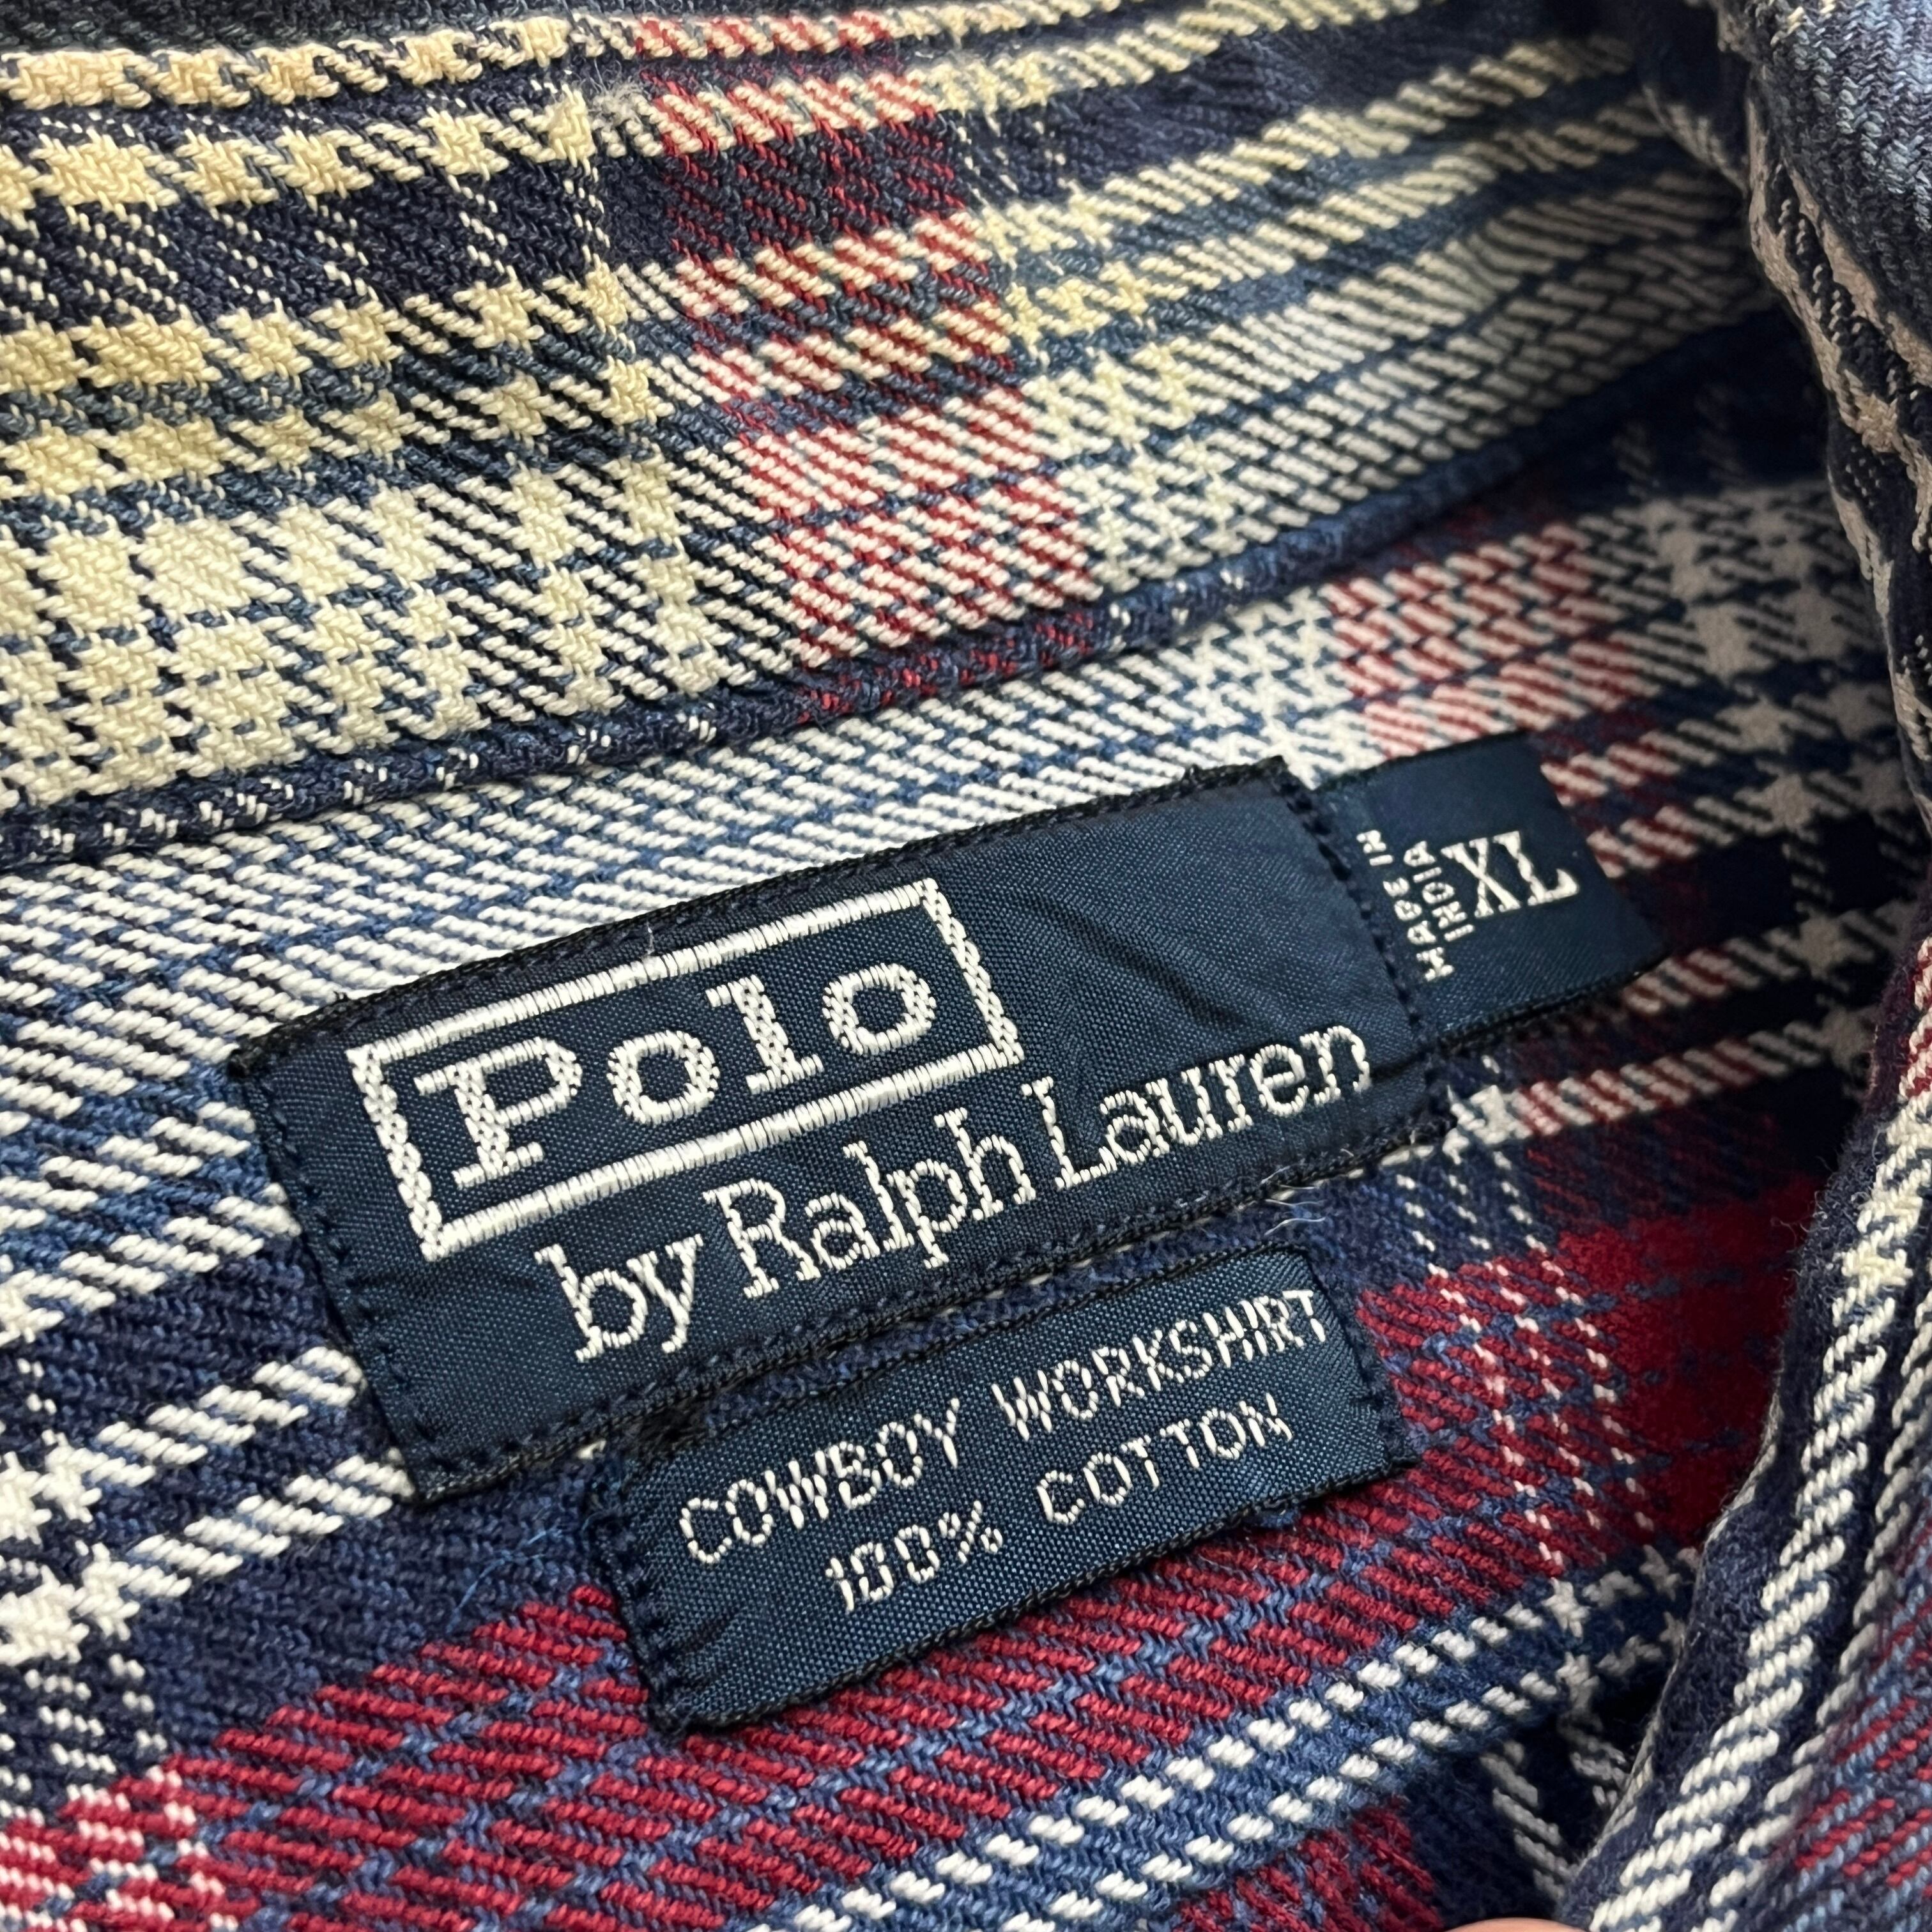 Polo
by Ralph Lauren
MADE IN
INDIA
XL
COWBOY WORKSHIRT
100% COTTON